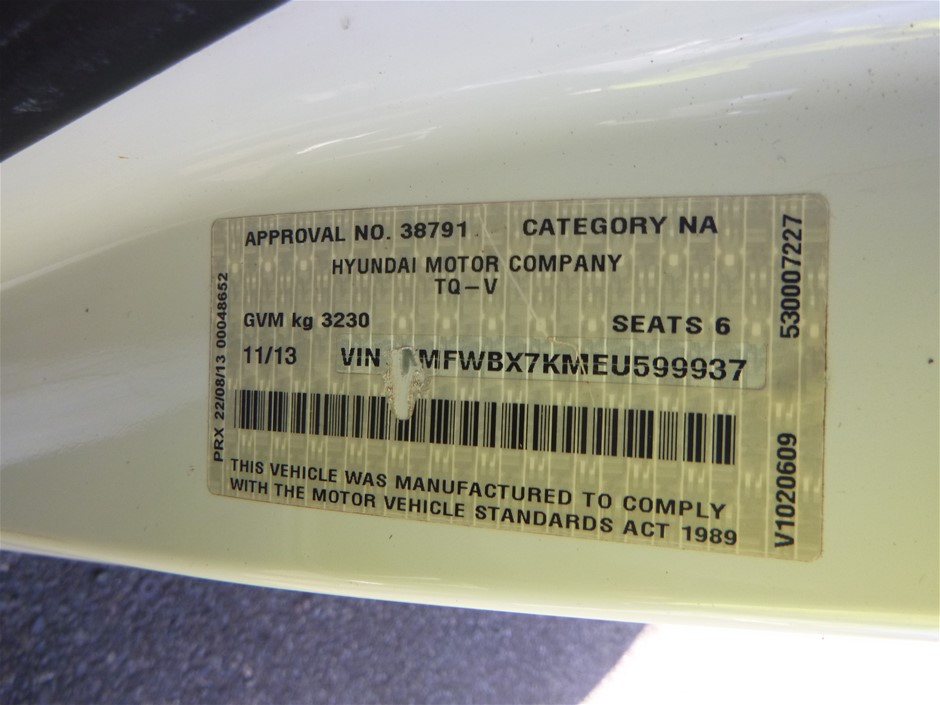 APPROVAL NO. 38791 CATEGORY NA
HYUNDAI MOTOR COMPANY
TQ-V
GVM kg 3230 SEATS 6
11/13 VIN KMFWBX7KMEU599937
THIS VEHICLE WAS MANUFACTURED TO COMPLY
WITH THE MOTOR VEHICLE STANDARDS ACT 1989
PRX 22/08/13 00048652
V1020609 530007227